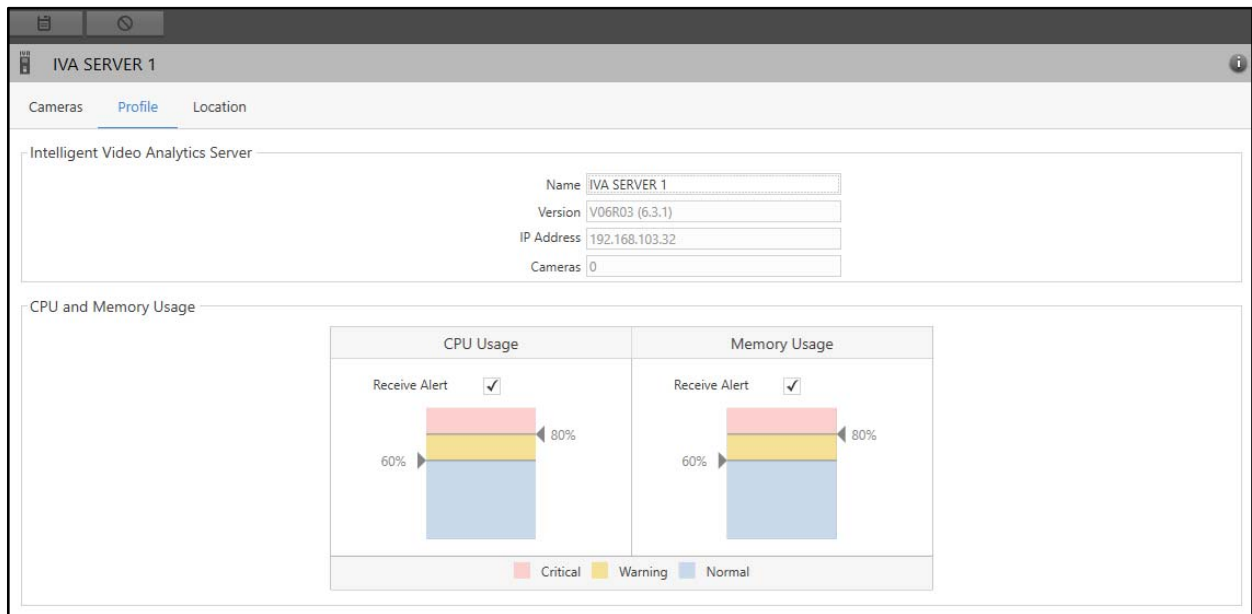 IVA SERVER 1
Cameras Profile Location
Intelligent Video Analytics Server
Name IVA SERVER 1
Version V06R03 (6.3.1)
IP Address 192.168.103.32
Cameras 0
CPU and Memory Usage
CPU Usage Memory Usage
Receive Alert Receive Alert
80% 80%
60% 60%
Critical Warning Normal